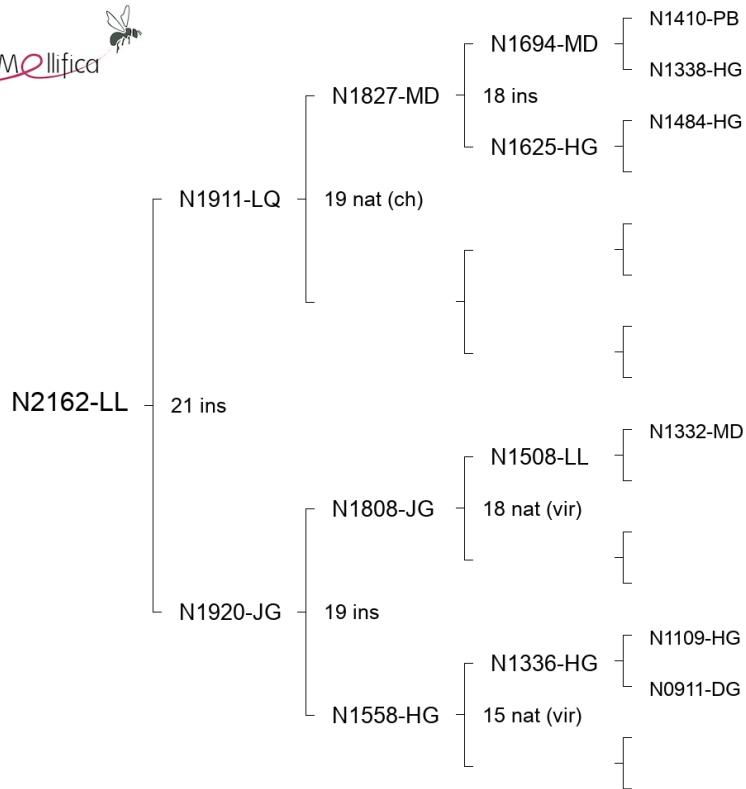 Mellifica
N1410-PB
N1694-MD
N1338-HG
N1827-MD
18 ins
N1484-HG
N1625-HG
N1911-LQ
19 nat (ch)
N2162-LL
21 ins
N1332-MD
N1508-LL
N1808-JG
18 nat (vir)
N1920-JG
19 ins
N1109-HG
N1336-HG
N0911-DG
N1558-HG
15 nat (vir)